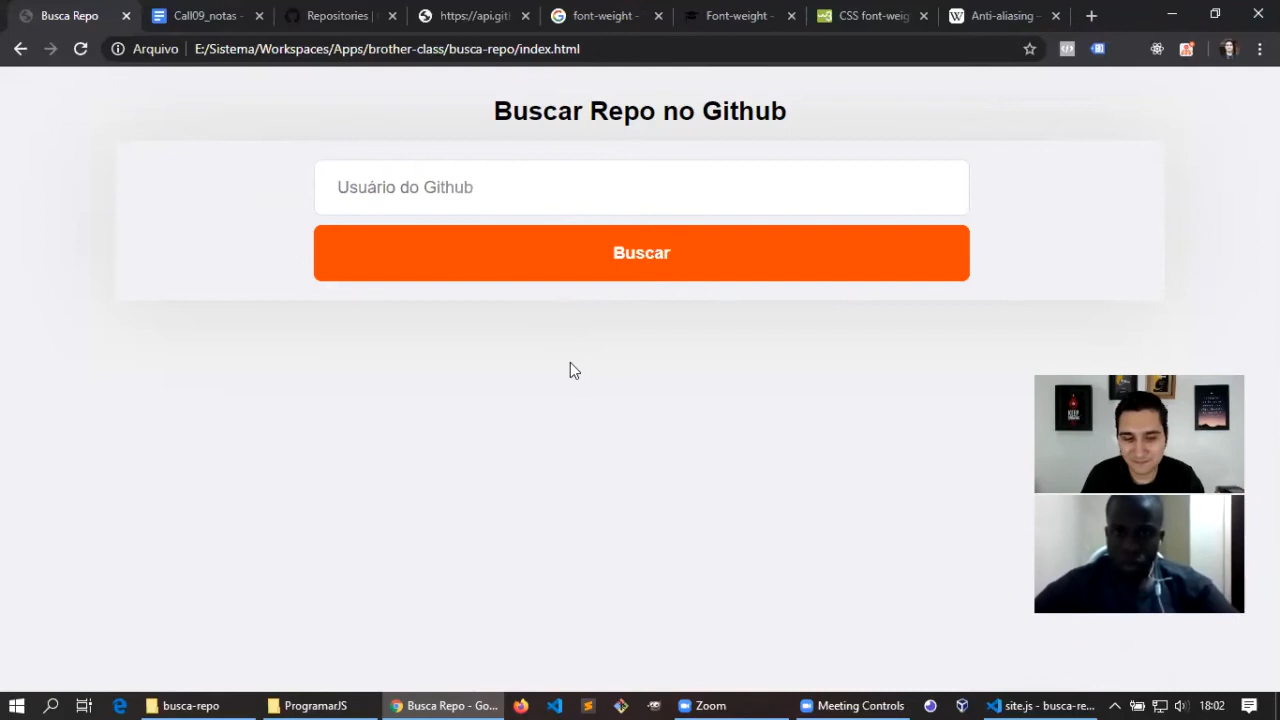 Busca Repo
Call09_notas
Repositories |
https://api.gith
font-weight -
Font-weight -
CSS font-weig
Anti-aliasing –
Arquivo
E:/Sistema/Workspaces/Apps/brother-class/busca-repo/index.html
Buscar Repo no Github
Usuário do Github
Buscar
KEEP
busca-repo
ProgramarJS
Busca Repo - Go...
Zoom
Meeting Controls
site.js - busca-re...
18:02